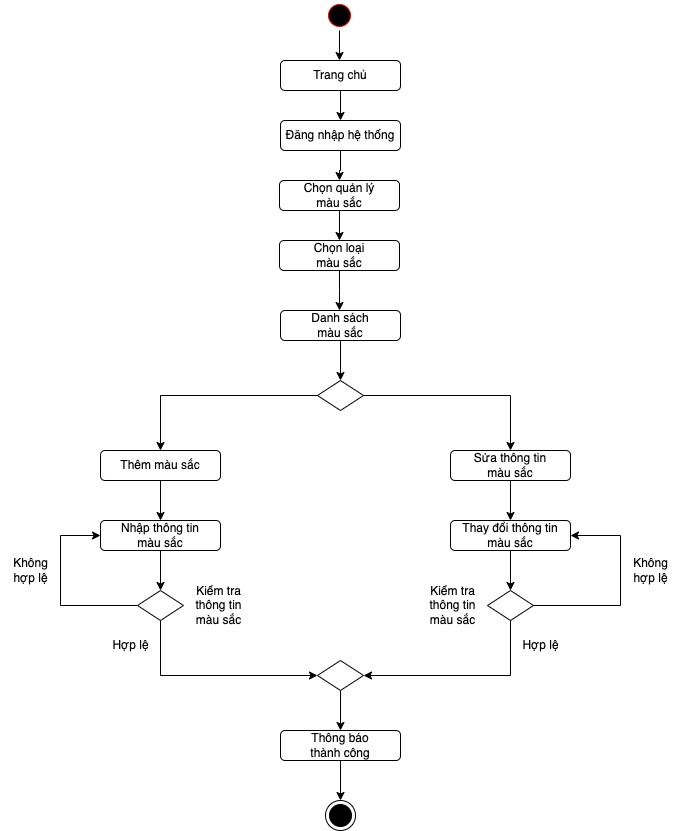 Trang chủ
Đăng nhập hệ thống
Chọn quản lý
màu sắc
Chọn loại
màu sắc
Danh sách
màu sắc
Thêm màu sắc
Sửa thông tin
màu sắc
Nhập thông tin
màu sắc
Thay đổi thông tin
màu sắc
Không
hợp lệ
Không
hợp lệ
Kiểm tra
thông tin
màu sắc
Kiểm tra
thông tin
màu sắc
Hợp lệ
Hợp lệ
Thông báo
thành công